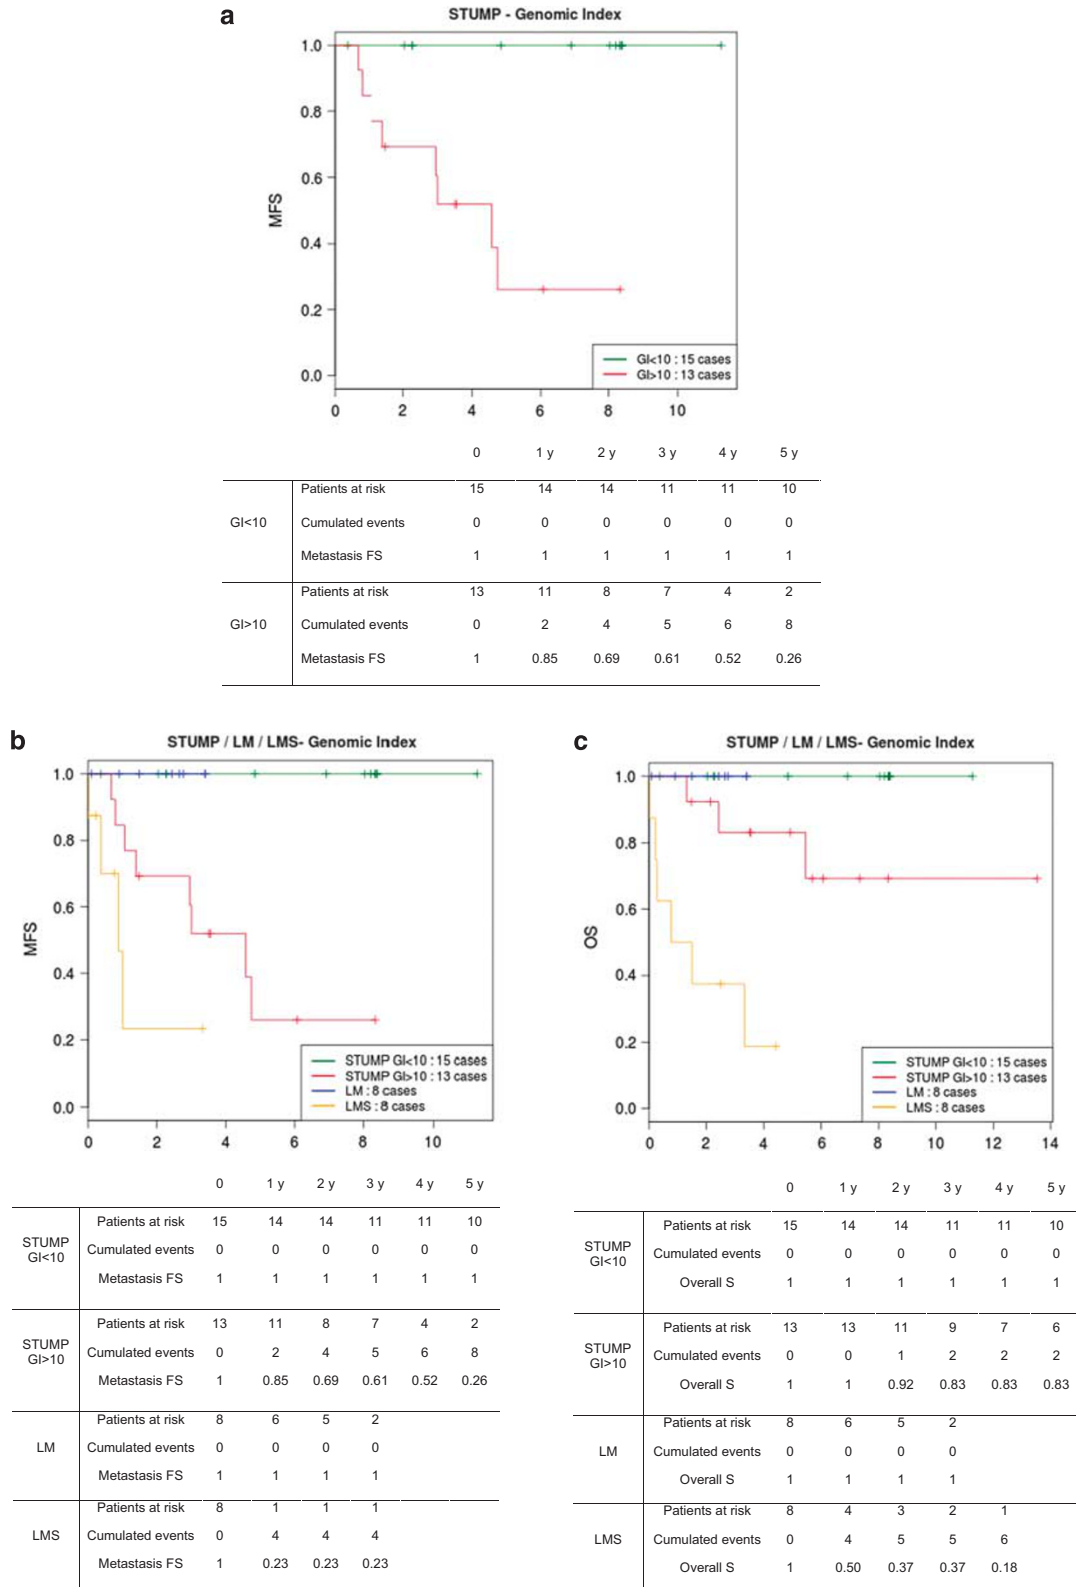 a
STUMP - Genomic Index
1.0
0.8
0.6
0.4
0.2
0.0
MFS
GI<10 : 15 cases
GI>10 : 13 cases
0 2 4 6 8 10
0 1 y 2 y 3 y 4 y 5 y
GI<10
Patients at risk 15 14 14 11 11 10
Cumulated events 0 0 0 0 0 0
Metastasis FS 1 1 1 1 1 1
GI>10
Patients at risk 13 11 8 7 4 2
Cumulated events 0 2 4 5 6 8
Metastasis FS 1 0.85 0.69 0.61 0.52 0.26
b
STUMP / LM / LMS- Genomic Index
1.0
0.8
0.6
0.4
0.2
0.0
MFS
STUMP GI<10 : 15 cases
STUMP GI>10 : 13 cases
LM : 8 cases
LMS : 8 cases
0 2 4 6 8 10
0 1 y 2 y 3 y 4 y 5 y
STUMP
GI<10
Patients at risk 15 14 14 11 11 10
Cumulated events 0 0 0 0 0 0
Metastasis FS 1 1 1 1 1 1
STUMP
GI>10
Patients at risk 13 11 8 7 4 2
Cumulated events 0 2 4 5 6 8
Metastasis FS 1 0.85 0.69 0.61 0.52 0.26
LM
Patients at risk 8 6 5 2
Cumulated events 0 0 0 0
Metastasis FS 1 1 1 1
LMS
Patients at risk 8 1 1 1
Cumulated events 0 4 4 4
Metastasis FS 1 0.23 0.23 0.23
c
STUMP / LM / LMS- Genomic Index
1.0
0.8
0.6
0.4
0.2
0.0
OS
STUMP GI<10 : 15 cases
STUMP GI>10 : 13 cases
LM : 8 cases
LMS : 8 cases
0 2 4 6 8 10 12 14
0 1 y 2 y 3 y 4 y 5 y
STUMP
GI<10
Patients at risk 15 14 14 11 11 10
Cumulated events 0 0 0 0 0 0
Overall S 1 1 1 1 1 1
STUMP
GI>10
Patients at risk 13 13 11 9 7 6
Cumulated events 0 0 1 2 2 2
Overall S 1 1 0.92 0.83 0.83 0.83
LM
Patients at risk 8 6 5 2
Cumulated events 0 0 0 0
Overall S 1 1 1 1
LMS
Patients at risk 8 4 3 2 1
Cumulated events 0 4 5 5 6
Overall S 1 0.50 0.37 0.37 0.18